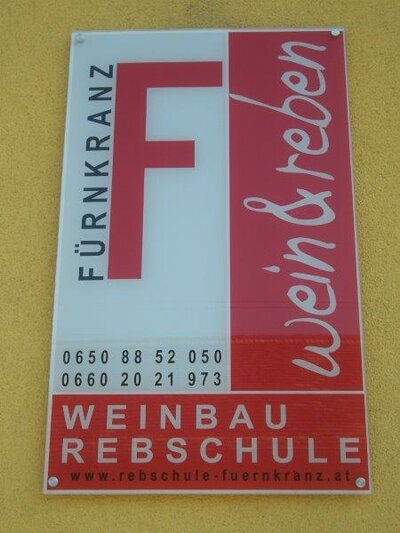 FÜRNKRANZ
F
wein&reben
0650 88 52 050
0660 20 21 973
WEINBAU
REBSCHULE
www.rebschule-fuernkranz.at